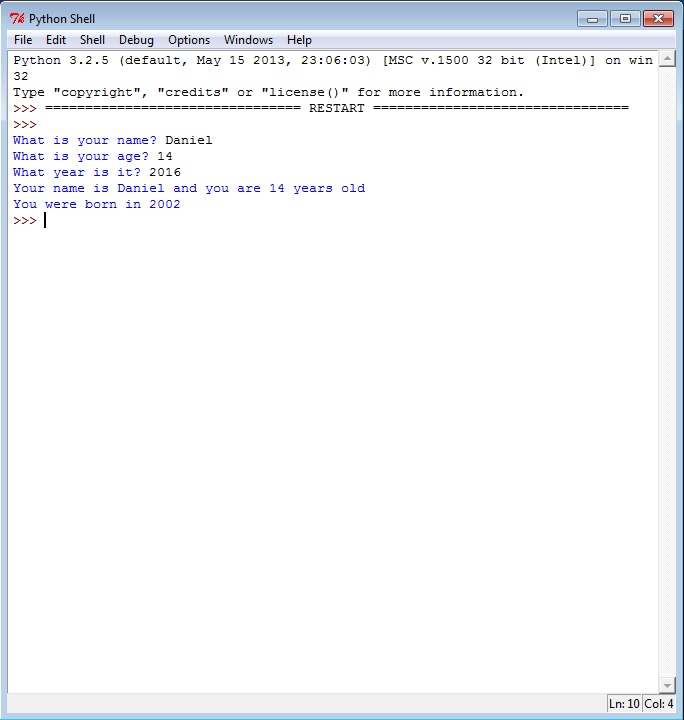 Python Shell
File Edit Shell Debug Options Windows Help
Python 3.2.5 (default, May 15 2013, 23:06:03) [MSC v.1500 32 bit (Intel)] on win
32
Type "copyright", "credits" or "license()" for more information.
>>> ================================ RESTART ================================
>>>
What is your name? Daniel
What is your age? 14
What year is it? 2016
Your name is Daniel and you are 14 years old
You were born in 2002
>>>
Ln: 10 Col: 4